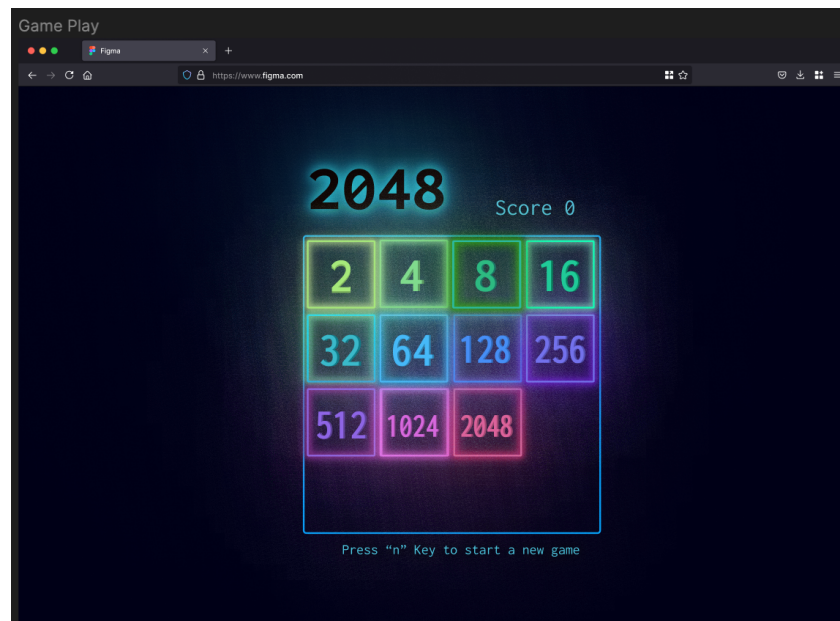 Game Play
Figma
https://www.figma.com
2048
Score 0
2 4 8 16
32 64 128 256
512 1024 2048
Press “n” Key to start a new game